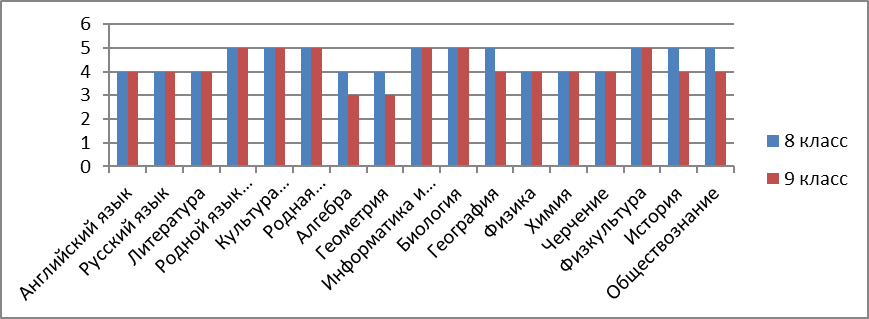 6
5
4
3
2
1
0
Английский язык
Русский язык
Литература
Родной язык...
Культура...
Родная...
Алгебра
Геометрия
Информатика и...
Биология
География
Физика
Химия
Черчение
Физкультура
История
Обществознание
8 класс
9 класс